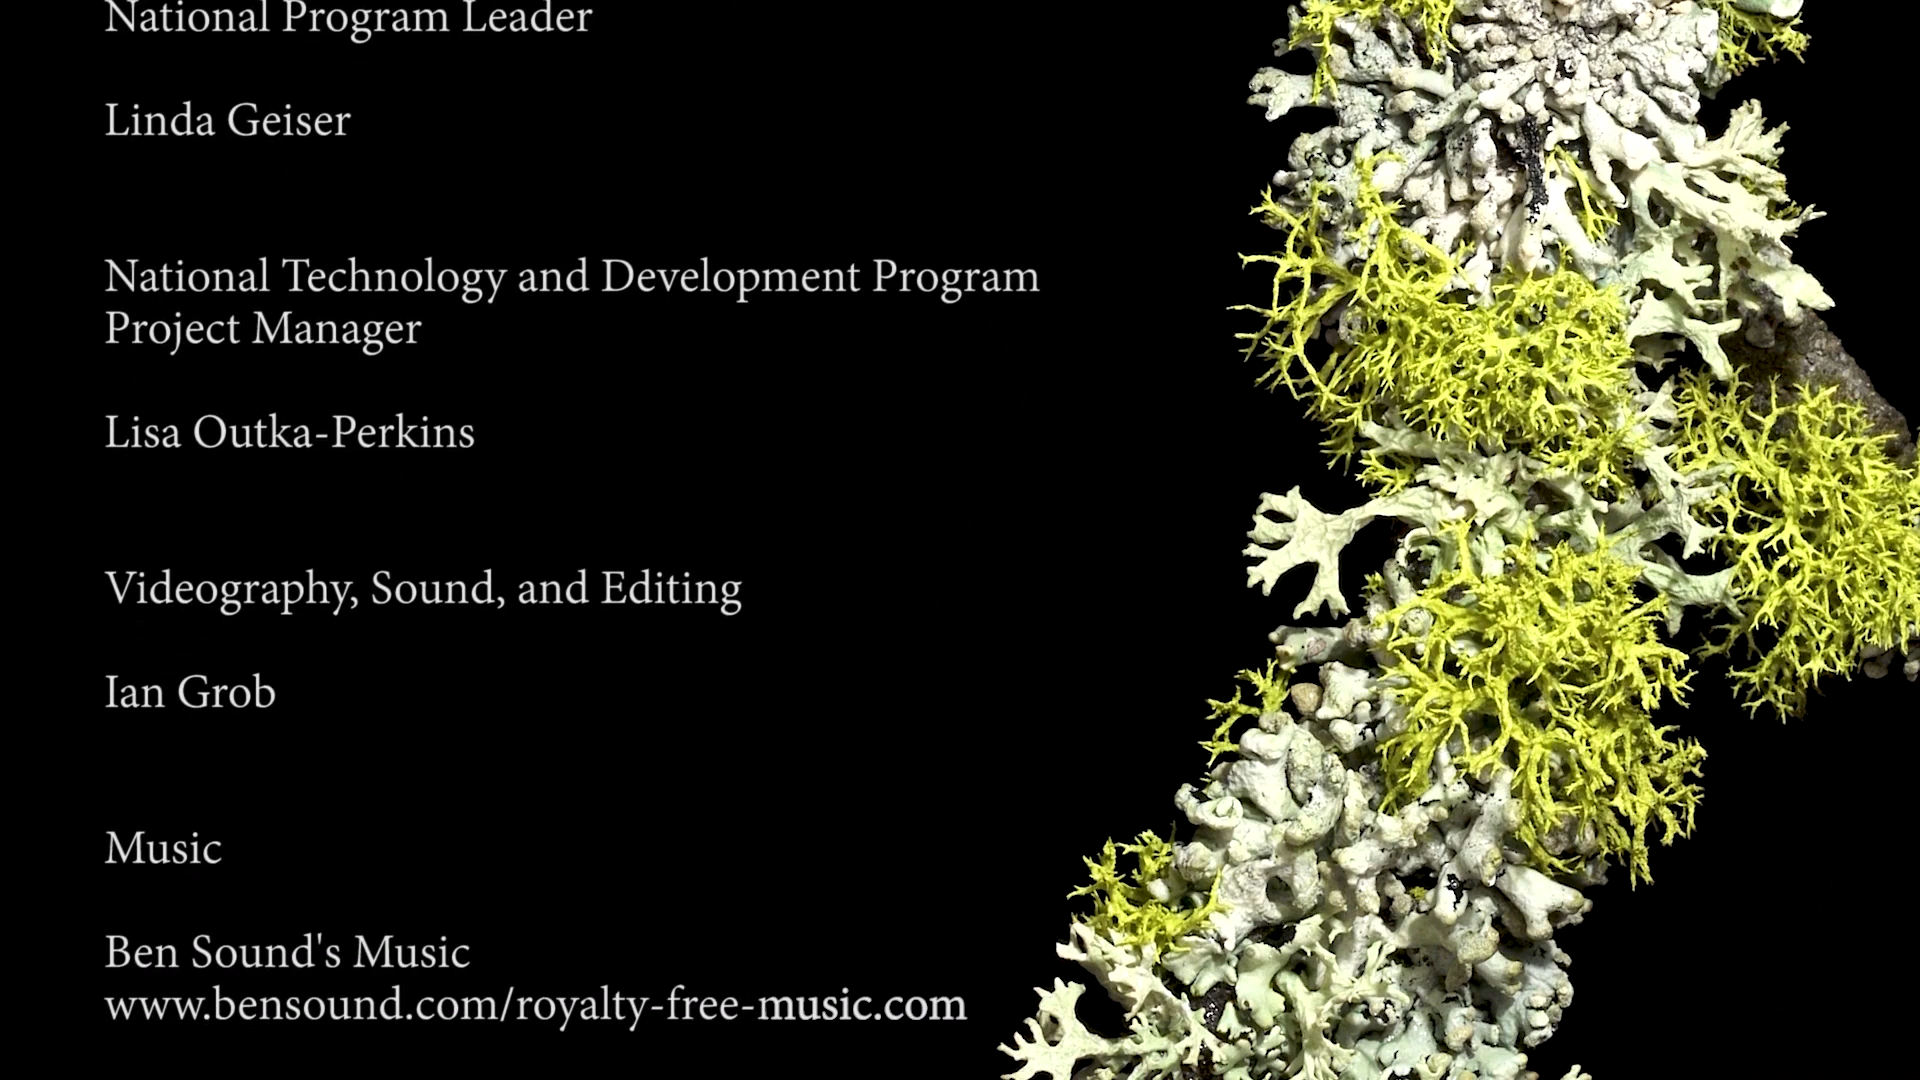 National Program Leader
Linda Geiser
National Technology and Development Program
Project Manager
Lisa Outka-Perkins
Videography, Sound, and Editing
Ian Grob
Music
Ben Sound's Music
www.bensound.com/royalty-free-music.com